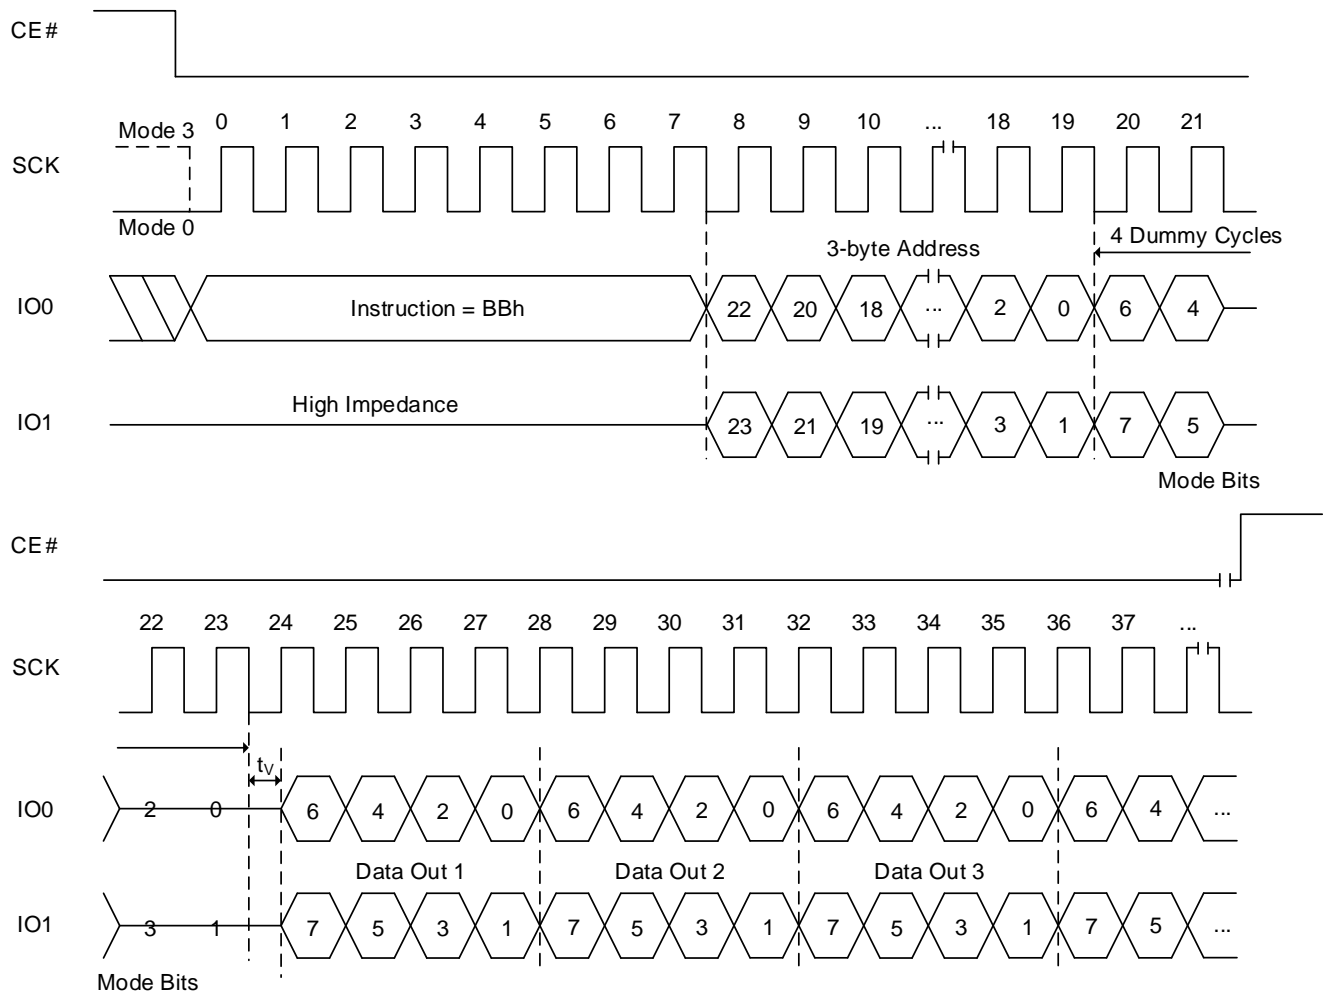 CE#
Mode 3 0 1 2 3 4 5 6 7 8 9 10 ... 18 19 20 21
SCK
Mode 0
3-byte Address 4 Dummy Cycles
IO0 Instruction = BBh 22 20 18 ... 2 0 6 4
High Impedance
IO1 23 21 19 ... 3 1 7 5
Mode Bits
CE#
22 23 24 25 26 27 28 29 30 31 32 33 34 35 36 37 ...
SCK
tV
IO0 2 0 6 4 2 0 6 4 2 0 6 4 2 0 6 4 ...
Data Out 1 Data Out 2 Data Out 3
IO1 3 1 7 5 3 1 7 5 3 1 7 5 3 1 7 5 ...
Mode Bits